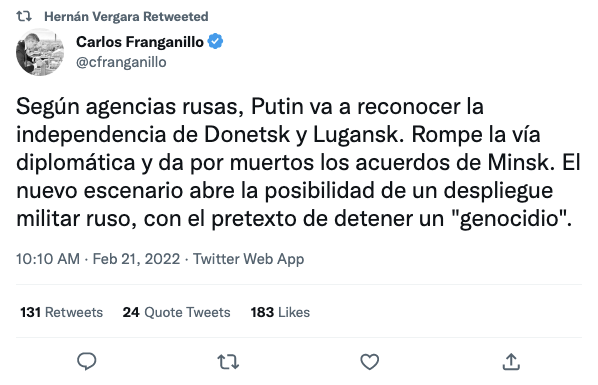 Hernán Vergara Retweeted
Carlos Franganillo
@cfranganillo
Según agencias rusas, Putin va a reconocer la
independencia de Donetsk y Lugansk. Rompe la vía
diplomática y da por muertos los acuerdos de Minsk. El
nuevo escenario abre la posibilidad de un despliegue
militar ruso, con el pretexto de detener un "genocidio".
10:10 AM · Feb 21, 2022 · Twitter Web App
131 Retweets 24 Quote Tweets 183 Likes